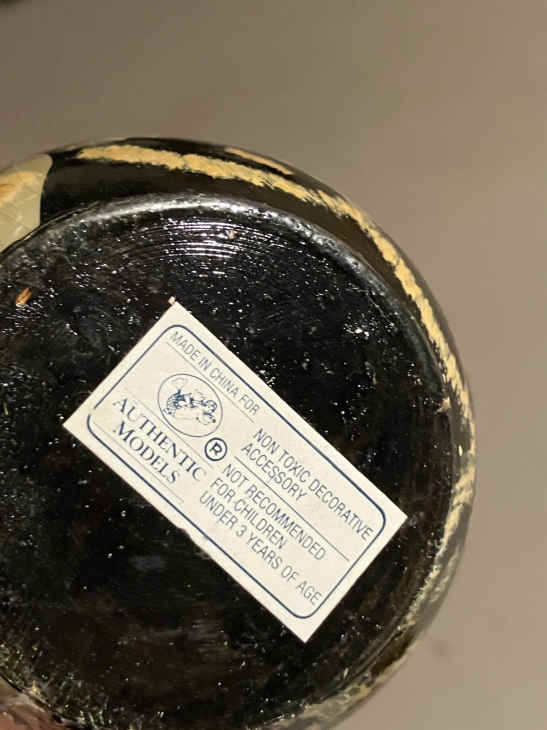 MADE IN CHINA FOR
AUTHENTIC
MODELS
®
NON TOXIC DECORATIVE
ACCESSORY
NOT RECOMMENDED
FOR CHILDREN
UNDER 3 YEARS OF AGE